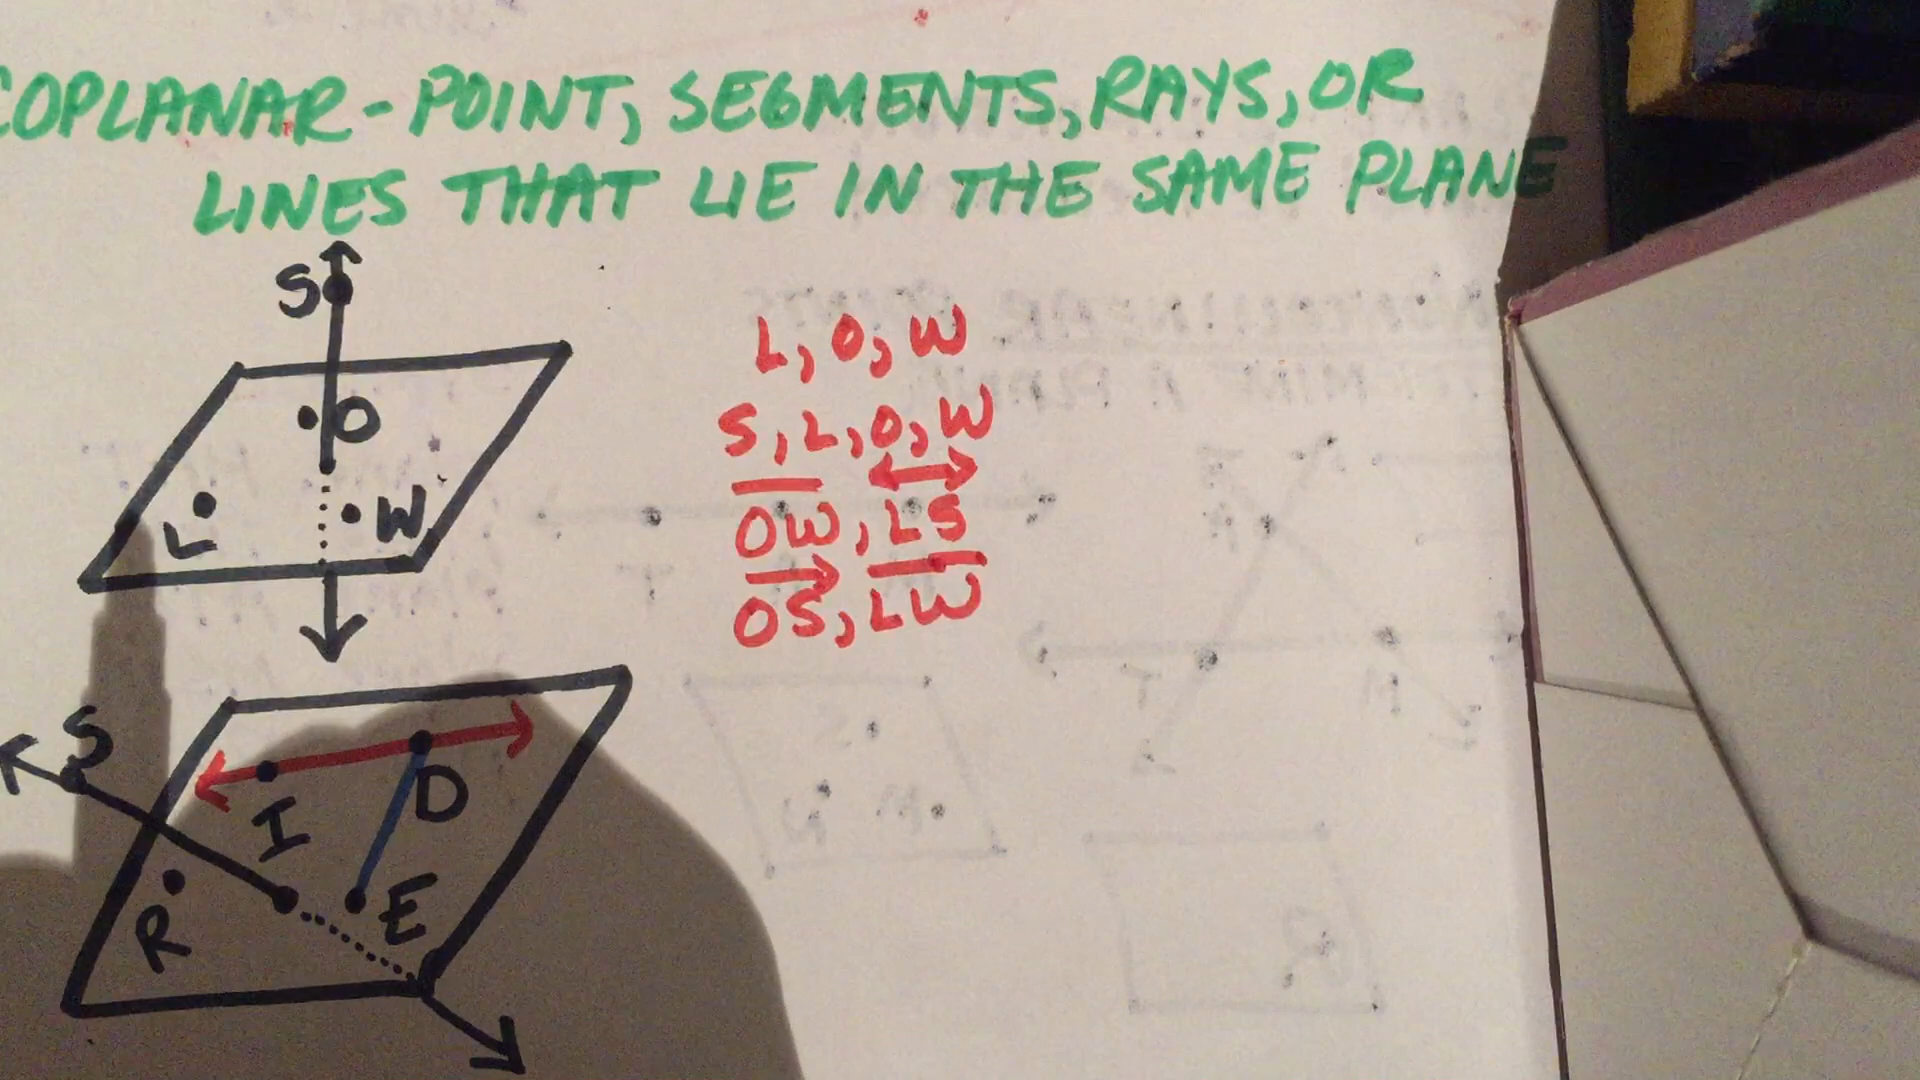 COPLANAR - POINT, SEGMENTS, RAYS, OR
LINES THAT LIE IN THE SAME PLANE
S
O
L
W
L, O, W
S, L, O, W
OW, LS
OS, LW
S
D
I
E
R